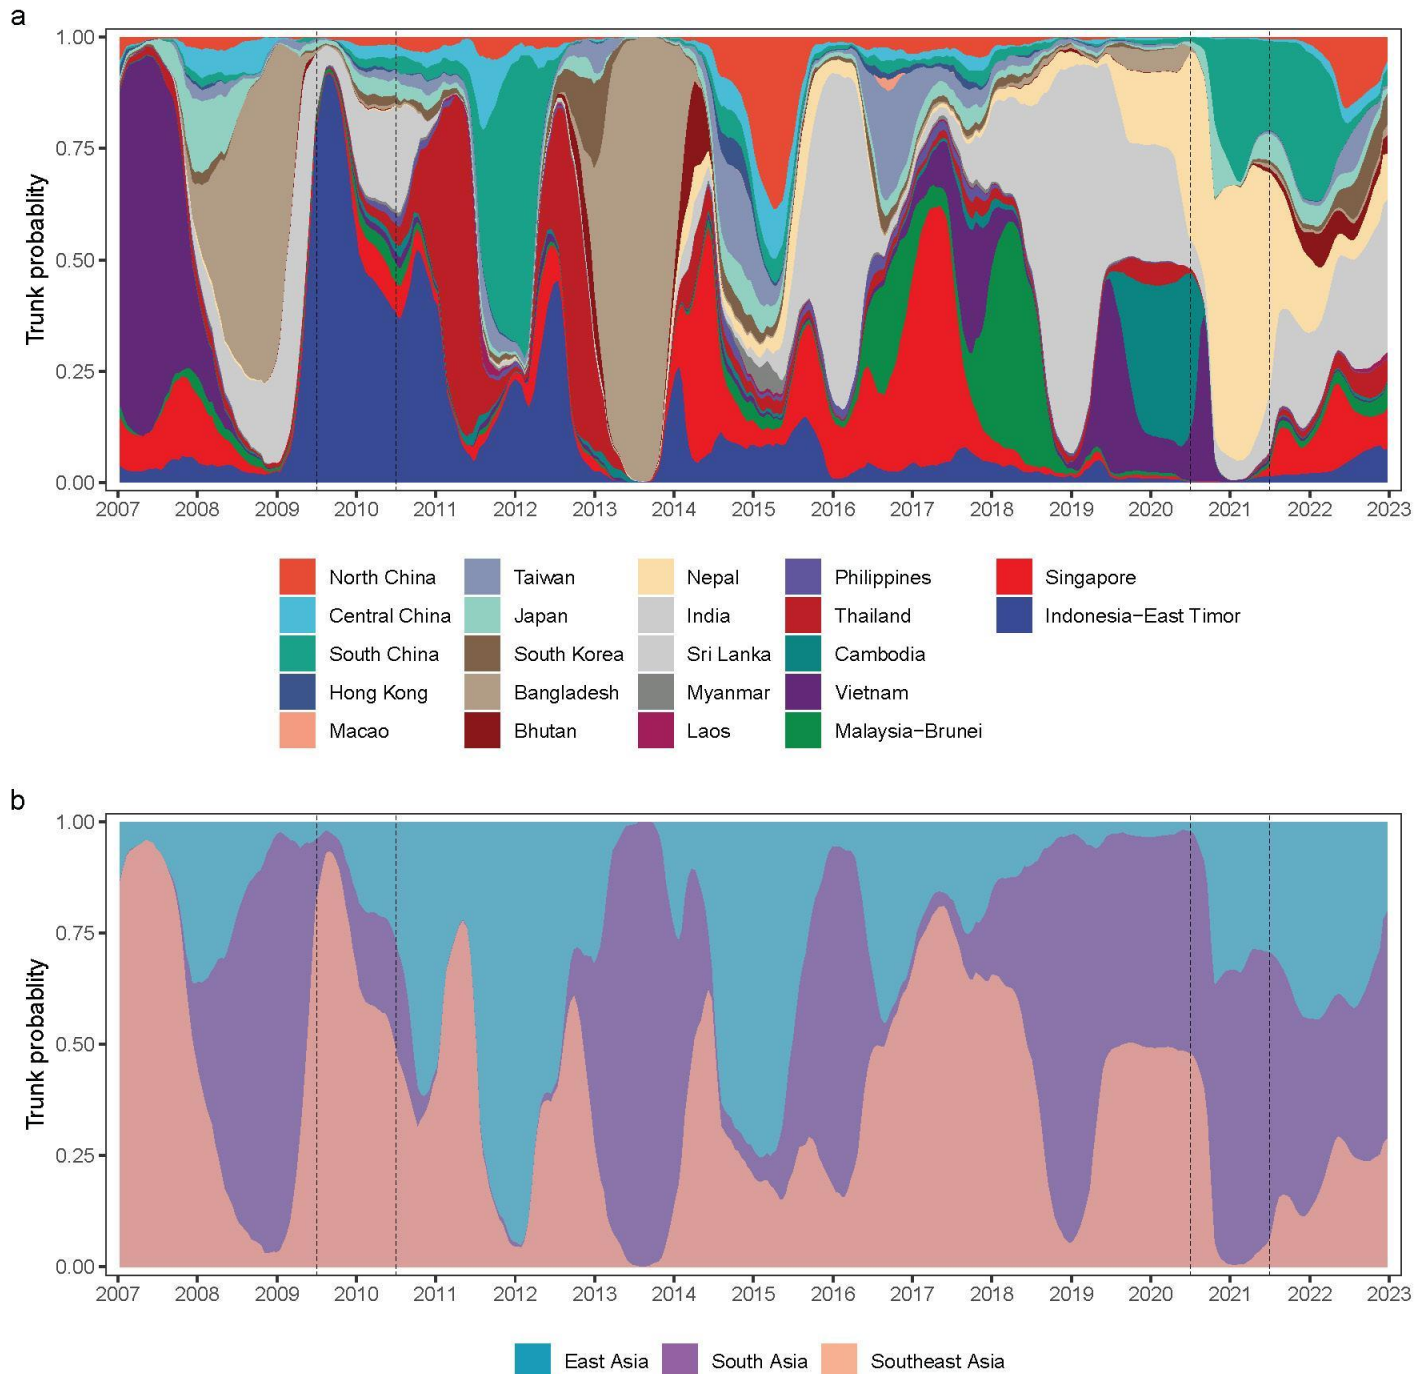 a
1.00
0.75
0.50
0.25
0.00
Trunk probablity
2007 2008 2009 2010 2011 2012 2013 2014 2015 2016 2017 2018 2019 2020 2021 2022 2023
North China Taiwan Nepal Philippines Singapore
Central China Japan India Thailand Indonesia−East Timor
South China South Korea Sri Lanka Cambodia
Hong Kong Bangladesh Myanmar Vietnam
Macao Bhutan Laos Malaysia−Brunei
b
1.00
0.75
0.50
0.25
0.00
Trunk probablity
2007 2008 2009 2010 2011 2012 2013 2014 2015 2016 2017 2018 2019 2020 2021 2022 2023
East Asia South Asia Southeast Asia